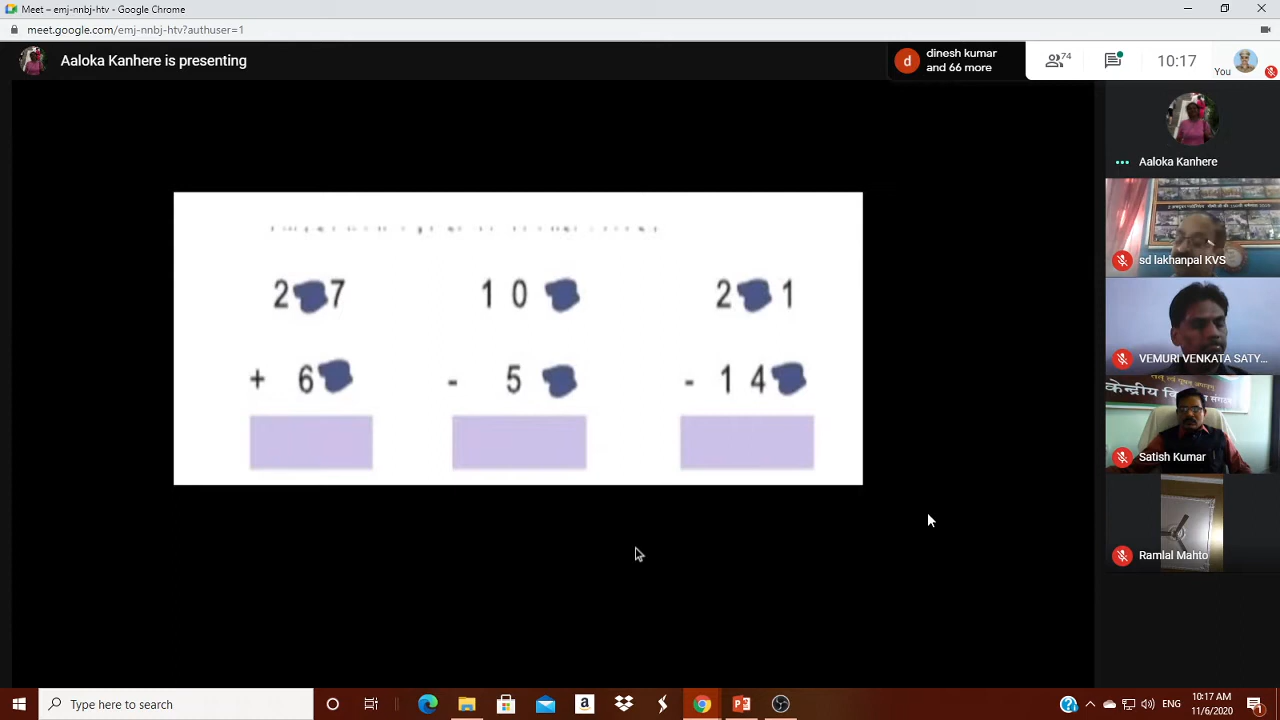 Meet – emj-nnbj-htv - Google Chrome
meet.google.com/emj-nnbj-htv?authuser=1
Aaloka Kanhere is presenting
d
dinesh kumar
and 66 more
74
10:17
You
Aaloka Kanhere
sd lakhanpal KVS
VEMURI VENKATA SATY...
केन्द्रीय
Satish Kumar
Ramlal Mahto
2 7
+ 6
1 0
- 5
2 1
- 1 4
Type here to search
ENG
10:17 AM
11/6/2020